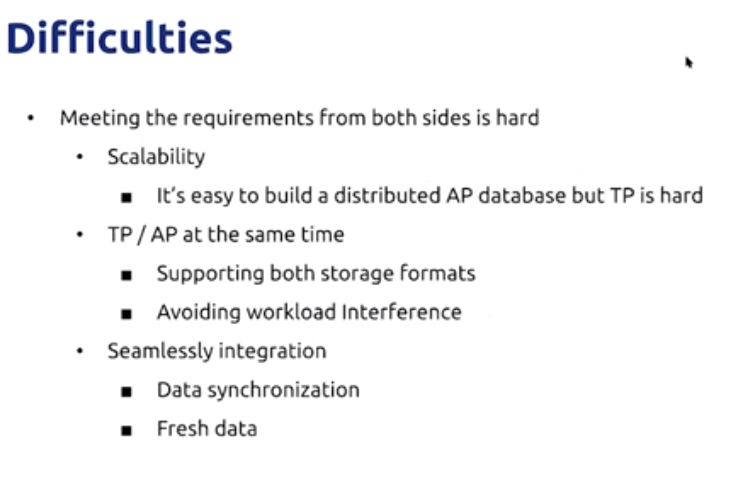 Difficulties
• Meeting the requirements from both sides is hard
• Scalability
■ It's easy to build a distributed AP database but TP is hard
• TP / AP at the same time
■ Supporting both storage formats
■ Avoiding workload Interference
• Seamlessly integration
■ Data synchronization
■ Fresh data